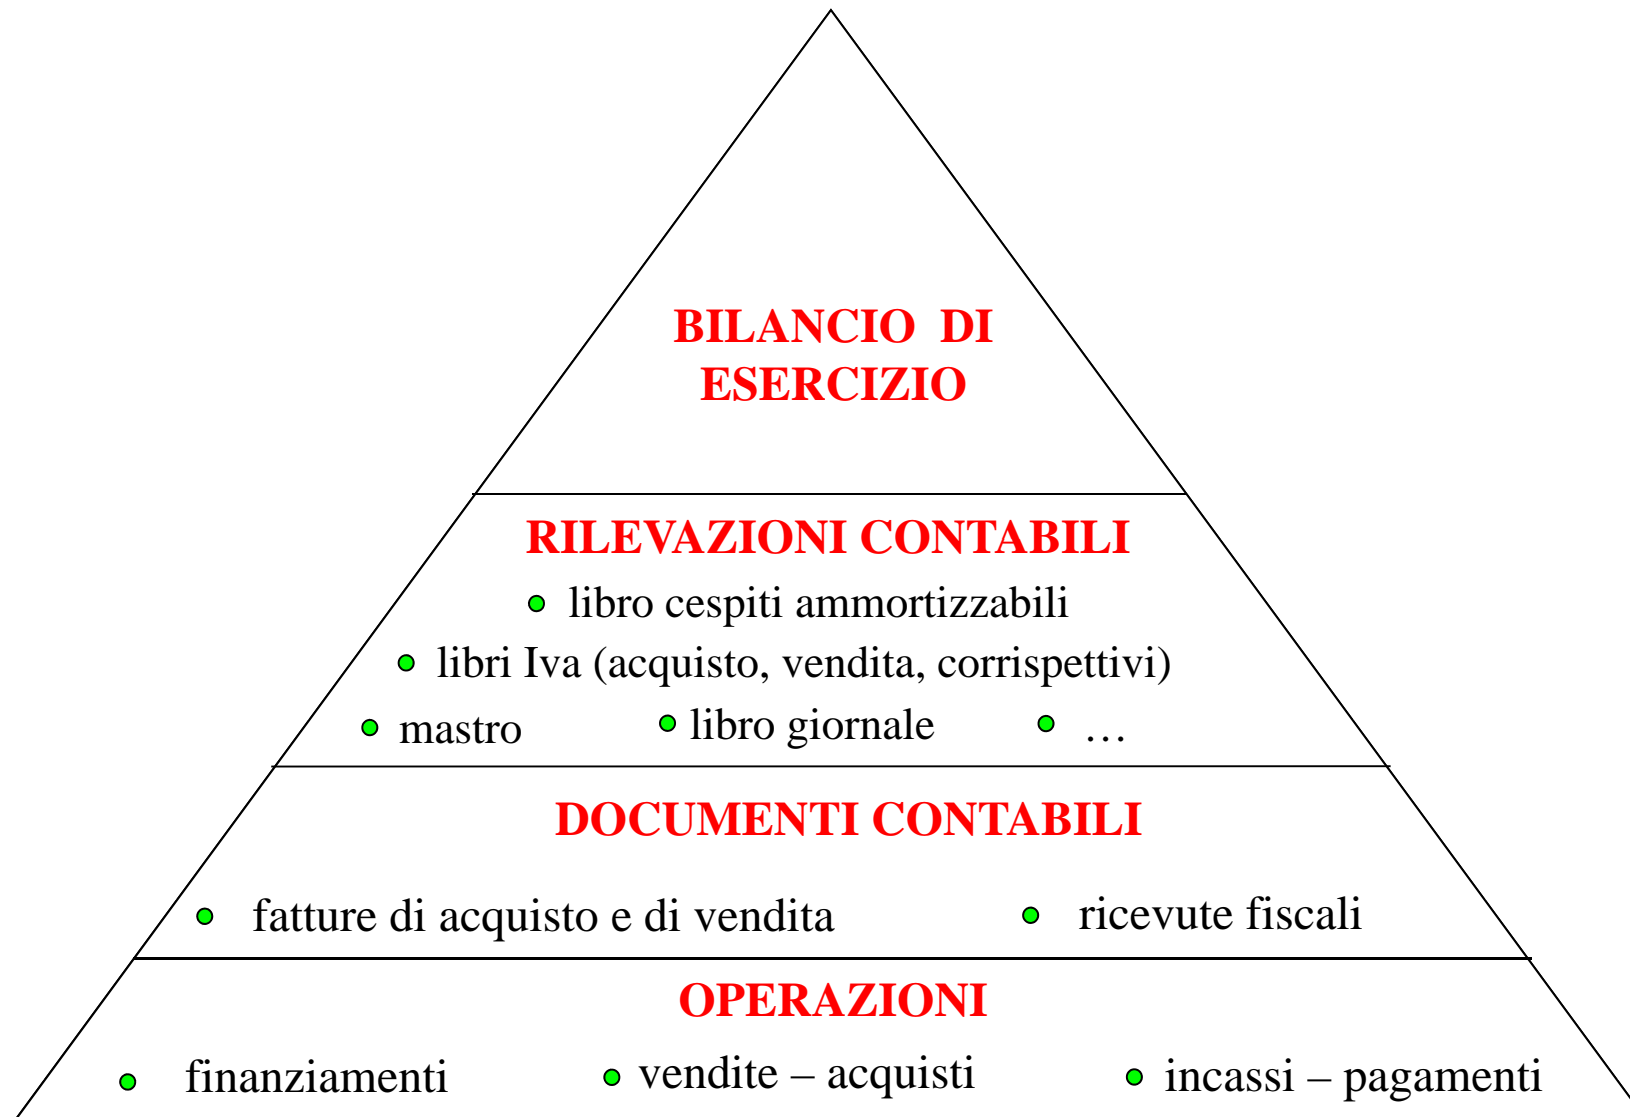 BILANCIO DI
ESERCIZIO
RILEVAZIONI CONTABILI
libro cespiti ammortizzabili
libri Iva (acquisto, vendita, corrispettivi)
mastro libro giornale …
DOCUMENTI CONTABILI
fatture di acquisto e di vendita ricevute fiscali
OPERAZIONI
finanziamenti vendite – acquisti incassi – pagamenti